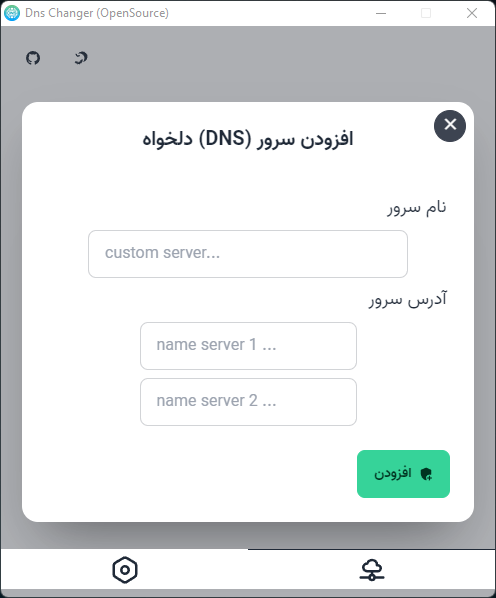 Dns Changer (OpenSource)
افزودن سرور (DNS) دلخواه
نام سرور
custom server...
آدرس سرور
name server 1 ...
name server 2 ...
افزودن